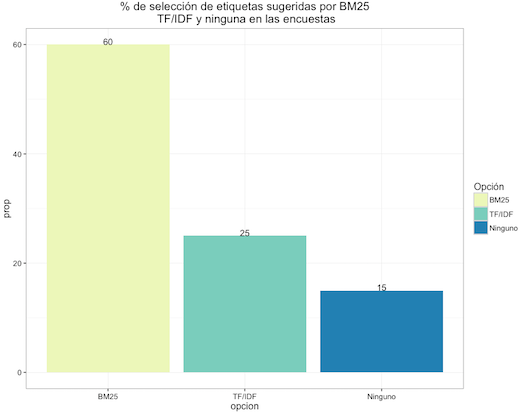 % de selección de etiquetas sugeridas por BM25
TF/IDF y ninguna en las encuestas
60
60
40
25
20
15
0
prop
BM25
TF/IDF
Ninguno
opcion
Opción
BM25
TF/IDF
Ninguno